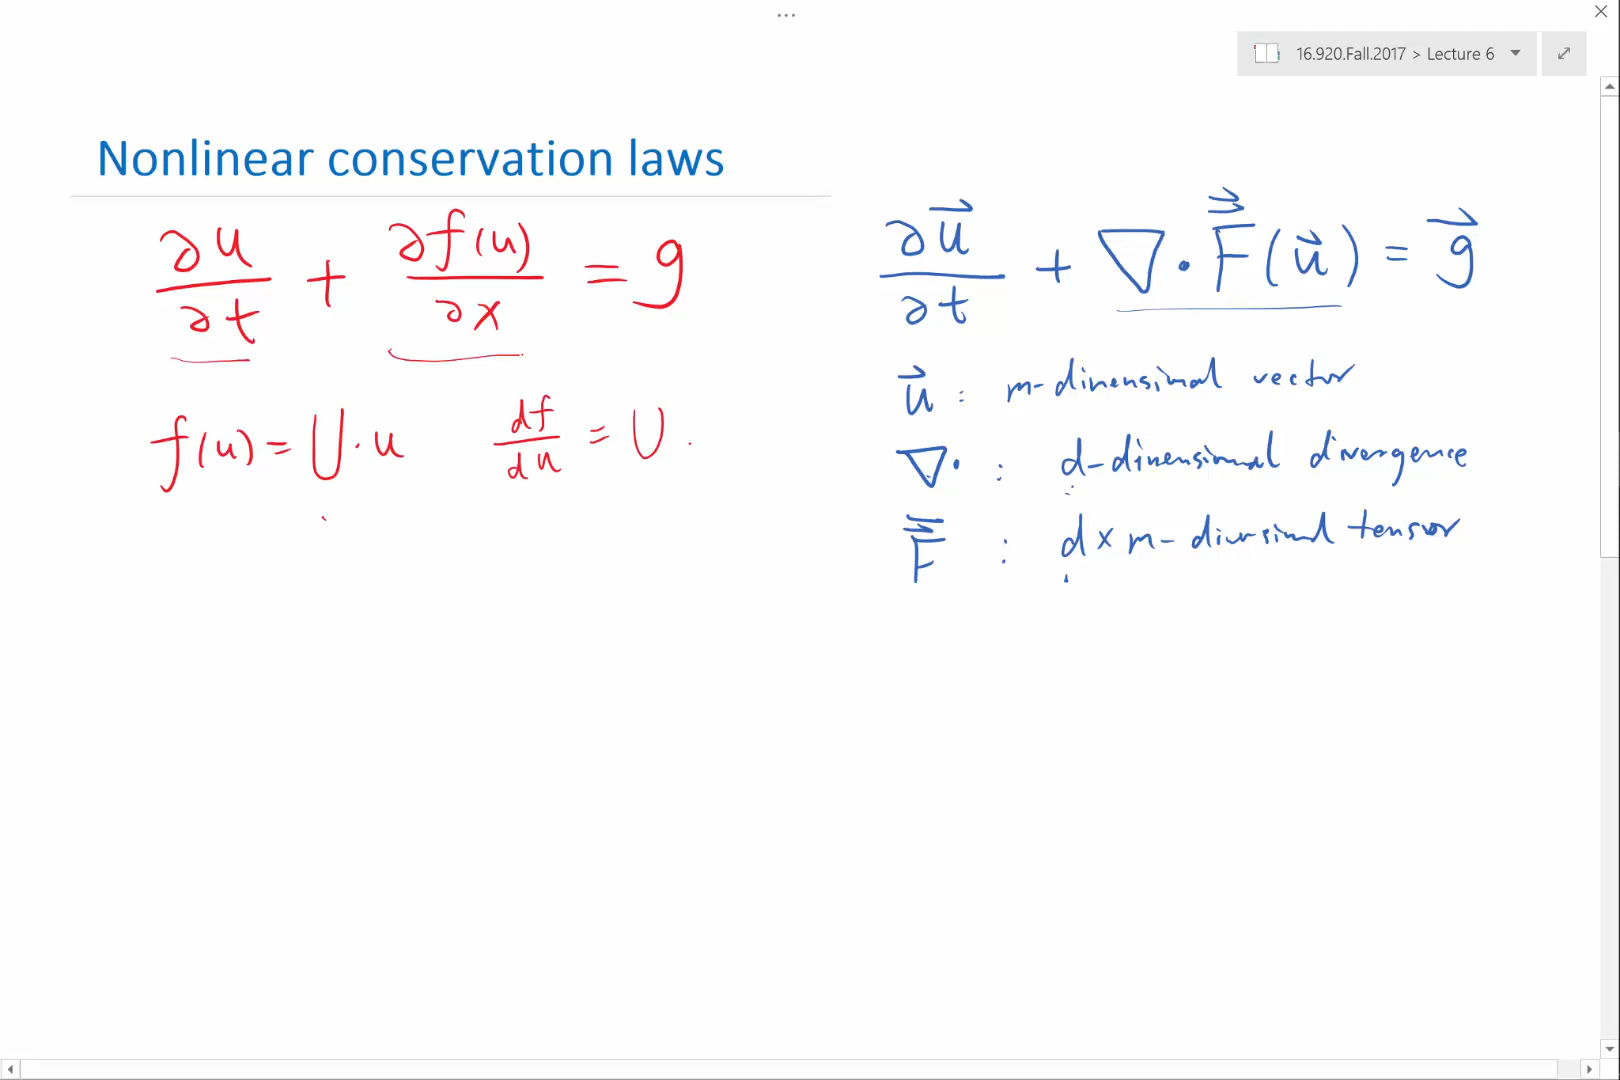 ...
16.920.Fall.2017 > Lecture 6
Nonlinear conservation laws
∂u/∂t + ∂f(u)/∂x = g
f(u) = U · u    df/du = U .
∂u⃗/∂t + ∇ · F⃗⃗(u⃗) = g⃗
u⃗ : m-dimensional vector
∇· : d-dimensional divergence
F⃗⃗ : d × m - dimensional tensor